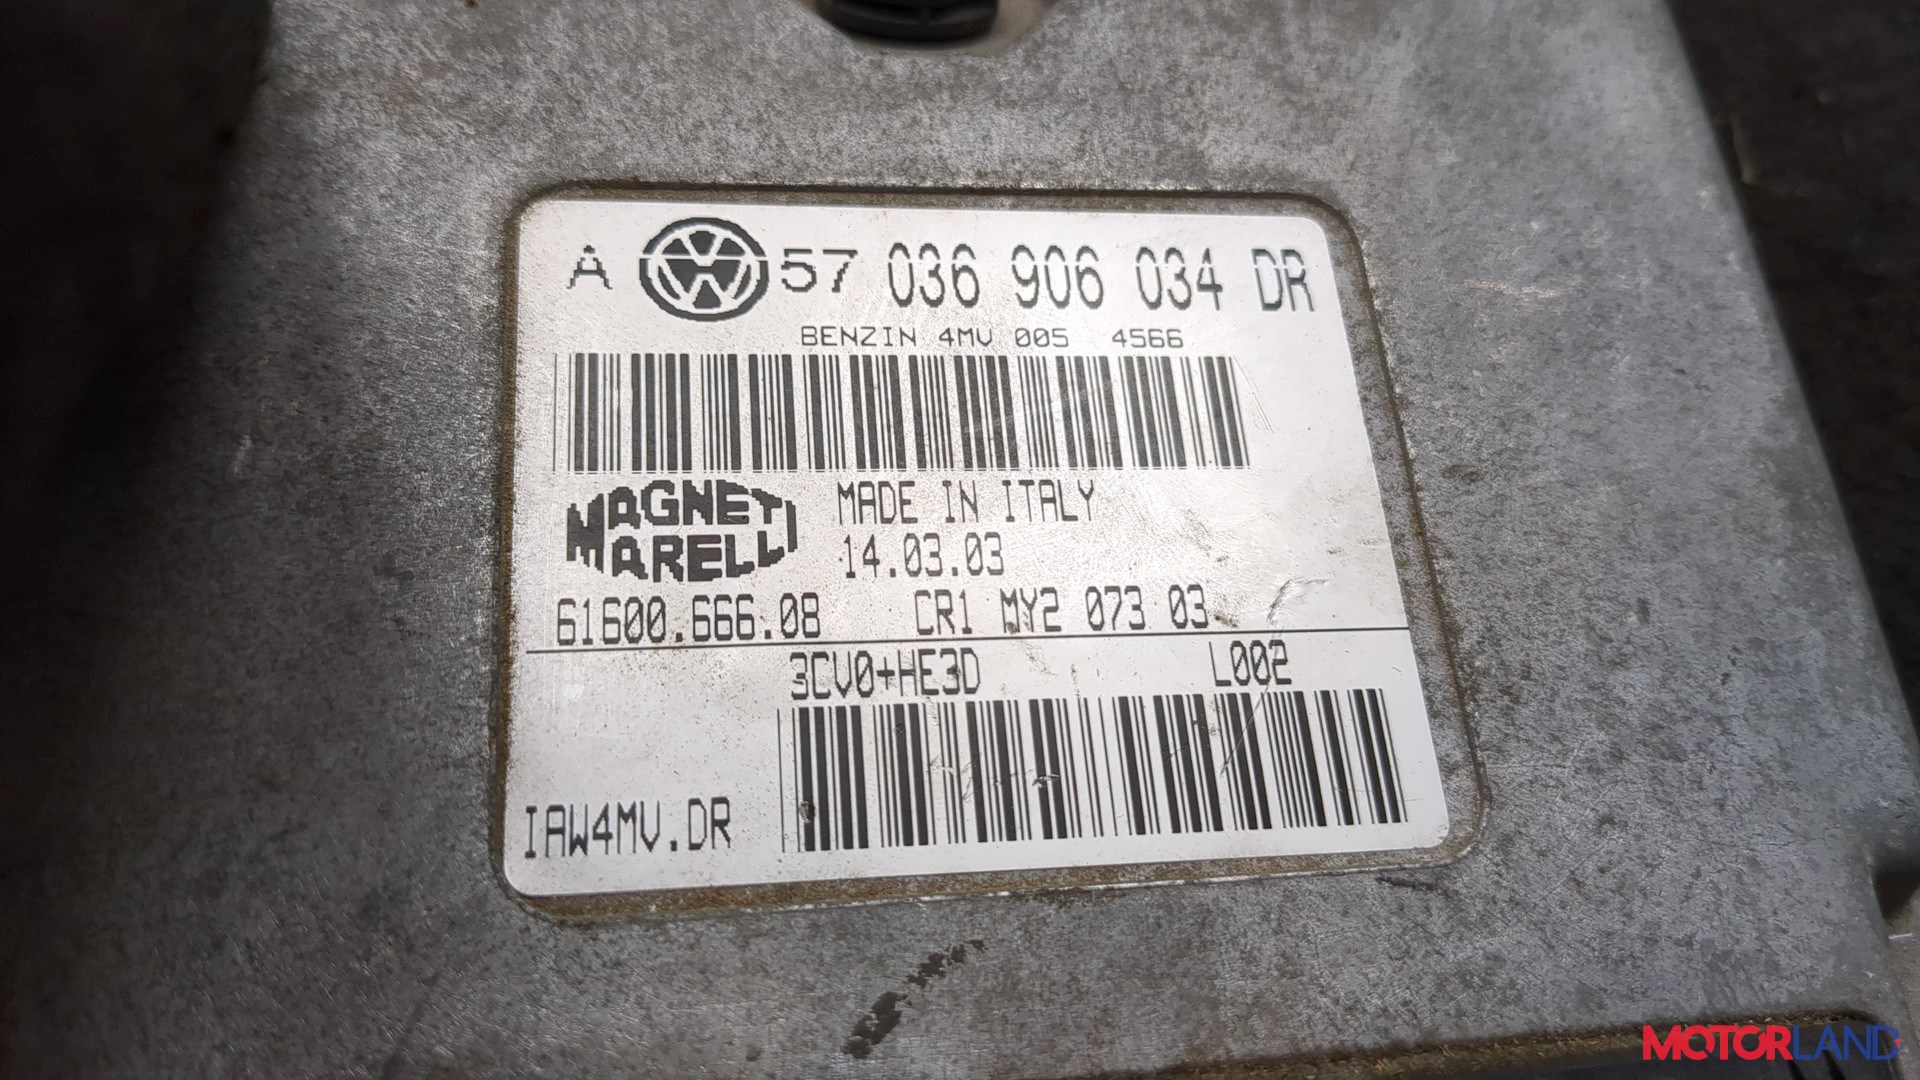 A VW 57 036 906 034 DR
BENZIN 4MV 005 4566
MAGNETI MARELLI
MADE IN ITALY
14.03.03
61600.666.08 CR1 MY2 073 03
3CV0+HE3D L002
IAW4MV.DR
MOTORLAND